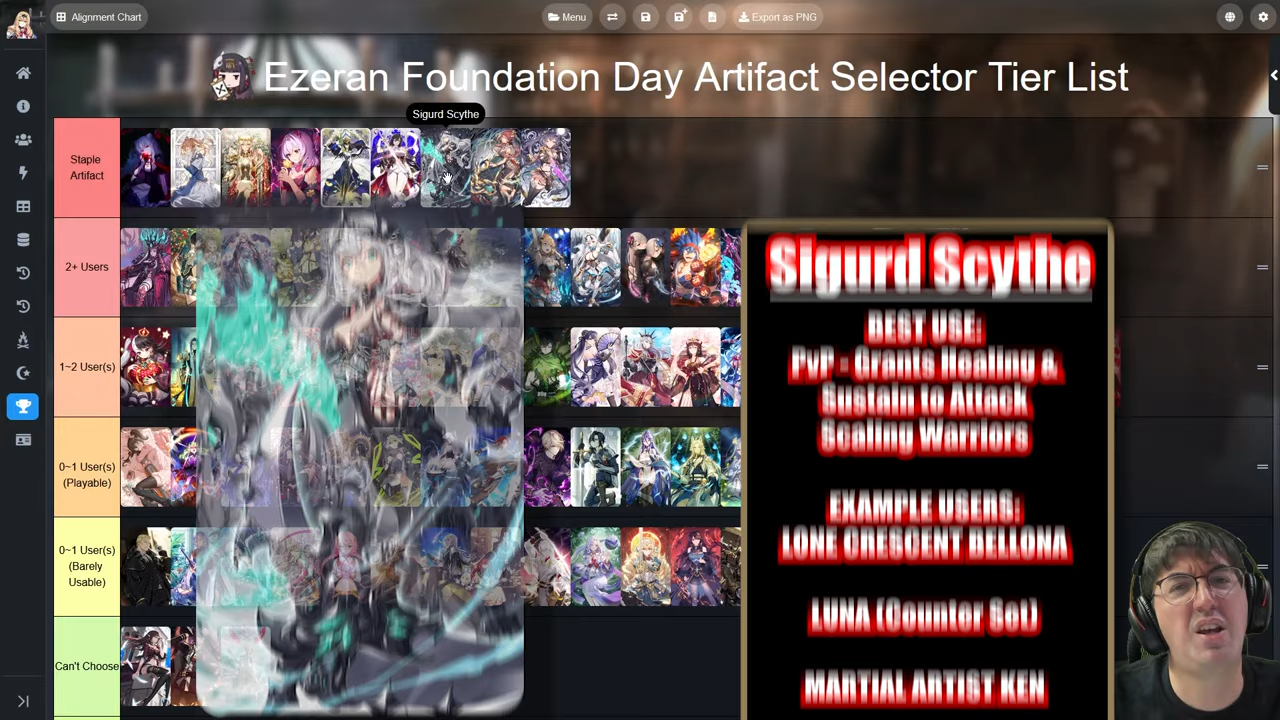 Alignment Chart
Menu
Export as PNG
Ezeran Foundation Day Artifact Selector Tier List
Sigurd Scythe
Staple
Artifact
2+ Users
1~2 User(s)
0~1 User(s)
(Playable)
0~1 User(s)
(Barely
Usable)
Can't Choose
Sigurd Scythe
BEST USE:
PvP - Grants Healing &
Sustain to Attack
Scaling Warriors
EXAMPLE USERS:
LONE CRESCENT BELLONA
LUNA (Counter Set)
MARTIAL ARTIST KEN